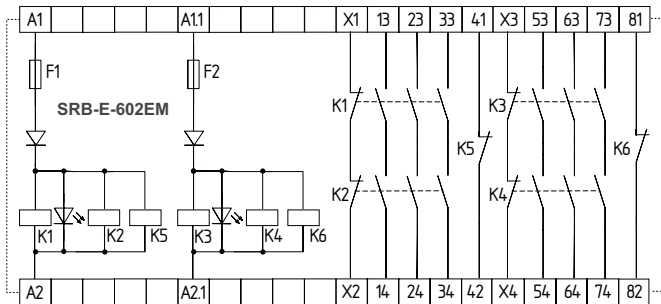 A1 A1.1 X1 13 23 33 41 X3 53 63 73 81
F1 F2
SRB-E-602EM
K1 K3
K5 K6
K2 K4
K1 K2 K5 K3 K4 K6
A2 A2.1 X2 14 24 34 42 X4 54 64 74 82